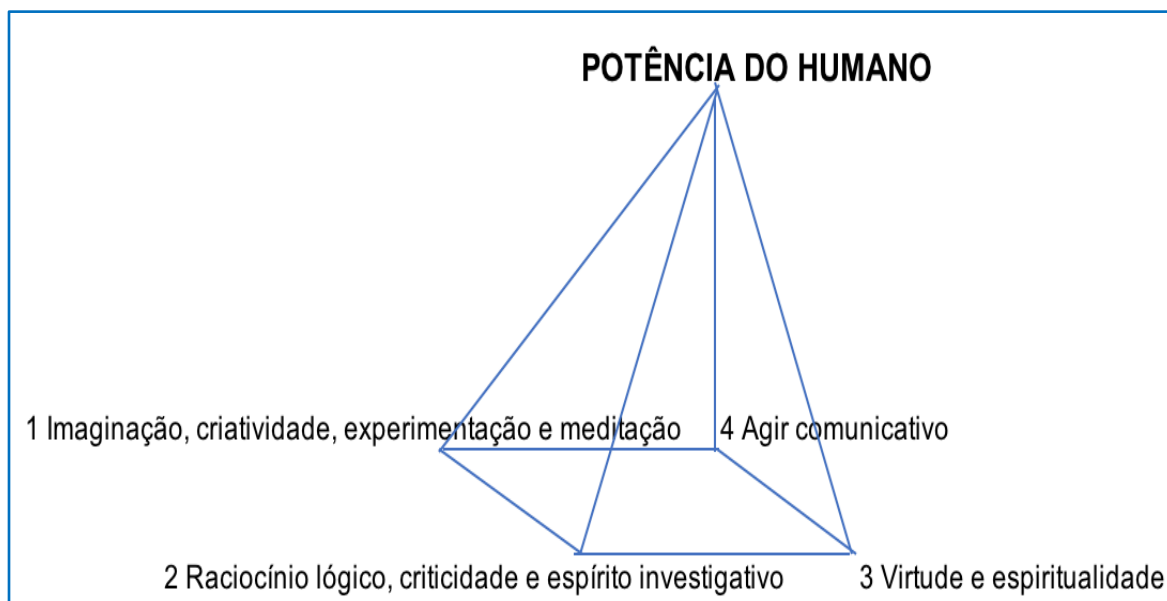 POTÊNCIA DO HUMANO
1 Imaginação, criatividade, experimentação e meditação
4 Agir comunicativo
2 Raciocínio lógico, criticidade e espírito investigativo
3 Virtude e espiritualidade